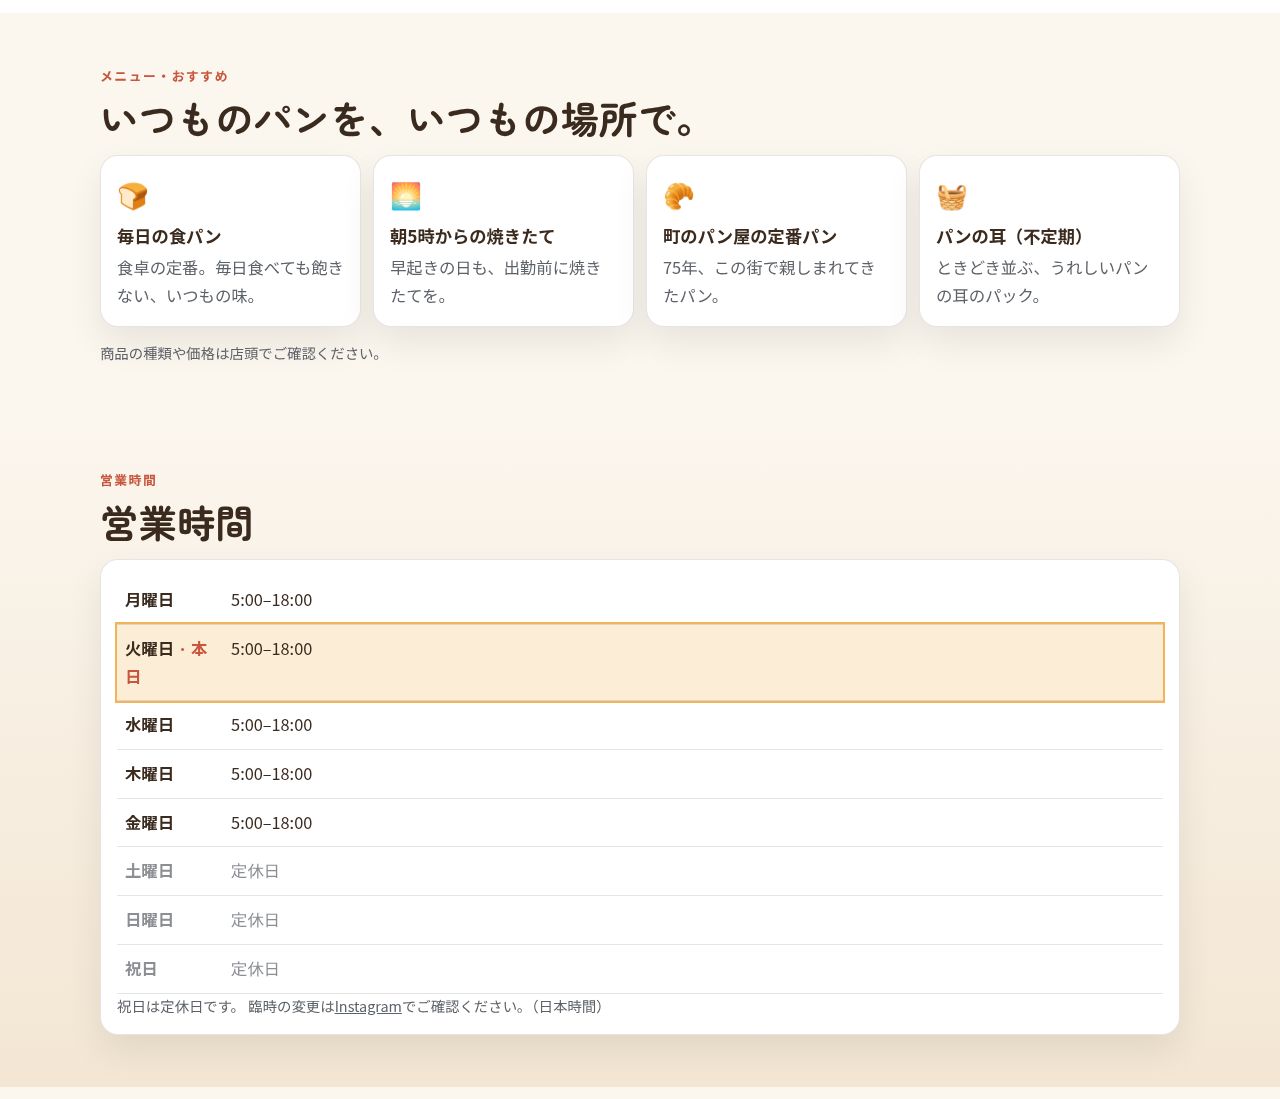 メニュー・おすすめ
いつものパンを、いつもの場所で。
毎日の食パン
食卓の定番。毎日食べても飽き
ない、いつもの味。
朝5時からの焼きたて
早起きの日も、出勤前に焼き
たてを。
町のパン屋の定番パン
75年、この街で親しまれてき
たパン。
パンの耳（不定期）
ときどき並ぶ、うれしいパン
の耳のパック。
商品の種類や価格は店頭でご確認ください。
営業時間
営業時間
月曜日 5:00–18:00
火曜日・本 5:00–18:00
日
水曜日 5:00–18:00
木曜日 5:00–18:00
金曜日 5:00–18:00
土曜日 定休日
日曜日 定休日
祝日 定休日
祝日は定休日です。 臨時の変更はInstagramでご確認ください。（日本時間）